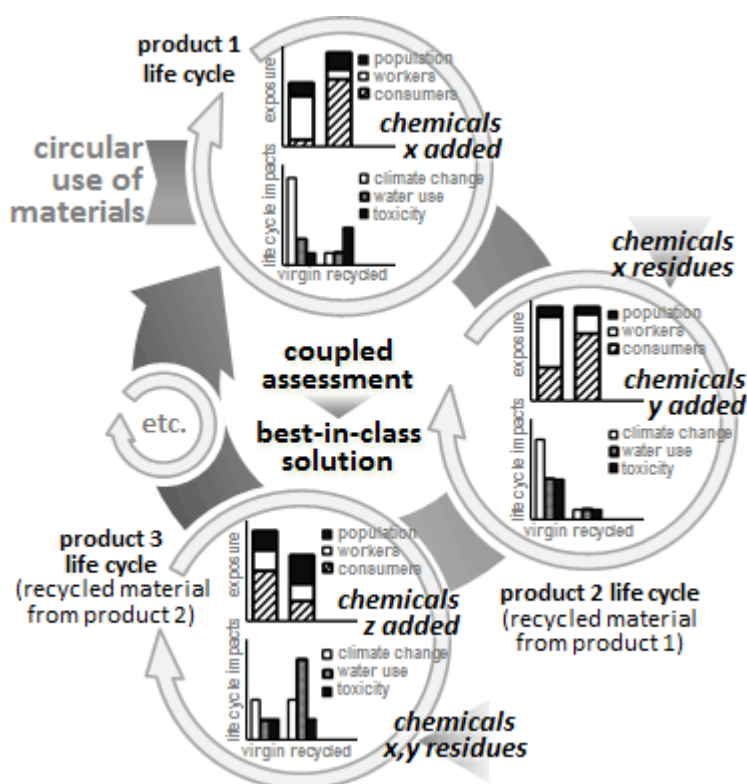 product 1
life cycle
exposure
population
workers
consumers
chemicals
x added
life cycle impacts
climate change
water use
toxicity
virgin recycled
circular
use of
materials
chemicals
x residues
exposure
population
workers
consumers
chemicals
y added
life cycle impacts
climate change
water use
toxicity
virgin recycled
coupled
assessment
best-in-class
solution
etc.
product 3
life cycle
(recycled material
from product 2)
exposure
population
workers
consumers
chemicals
z added
life cycle impacts
climate change
water use
toxicity
virgin recycled
product 2 life cycle
(recycled material
from product 1)
chemicals
x,y residues